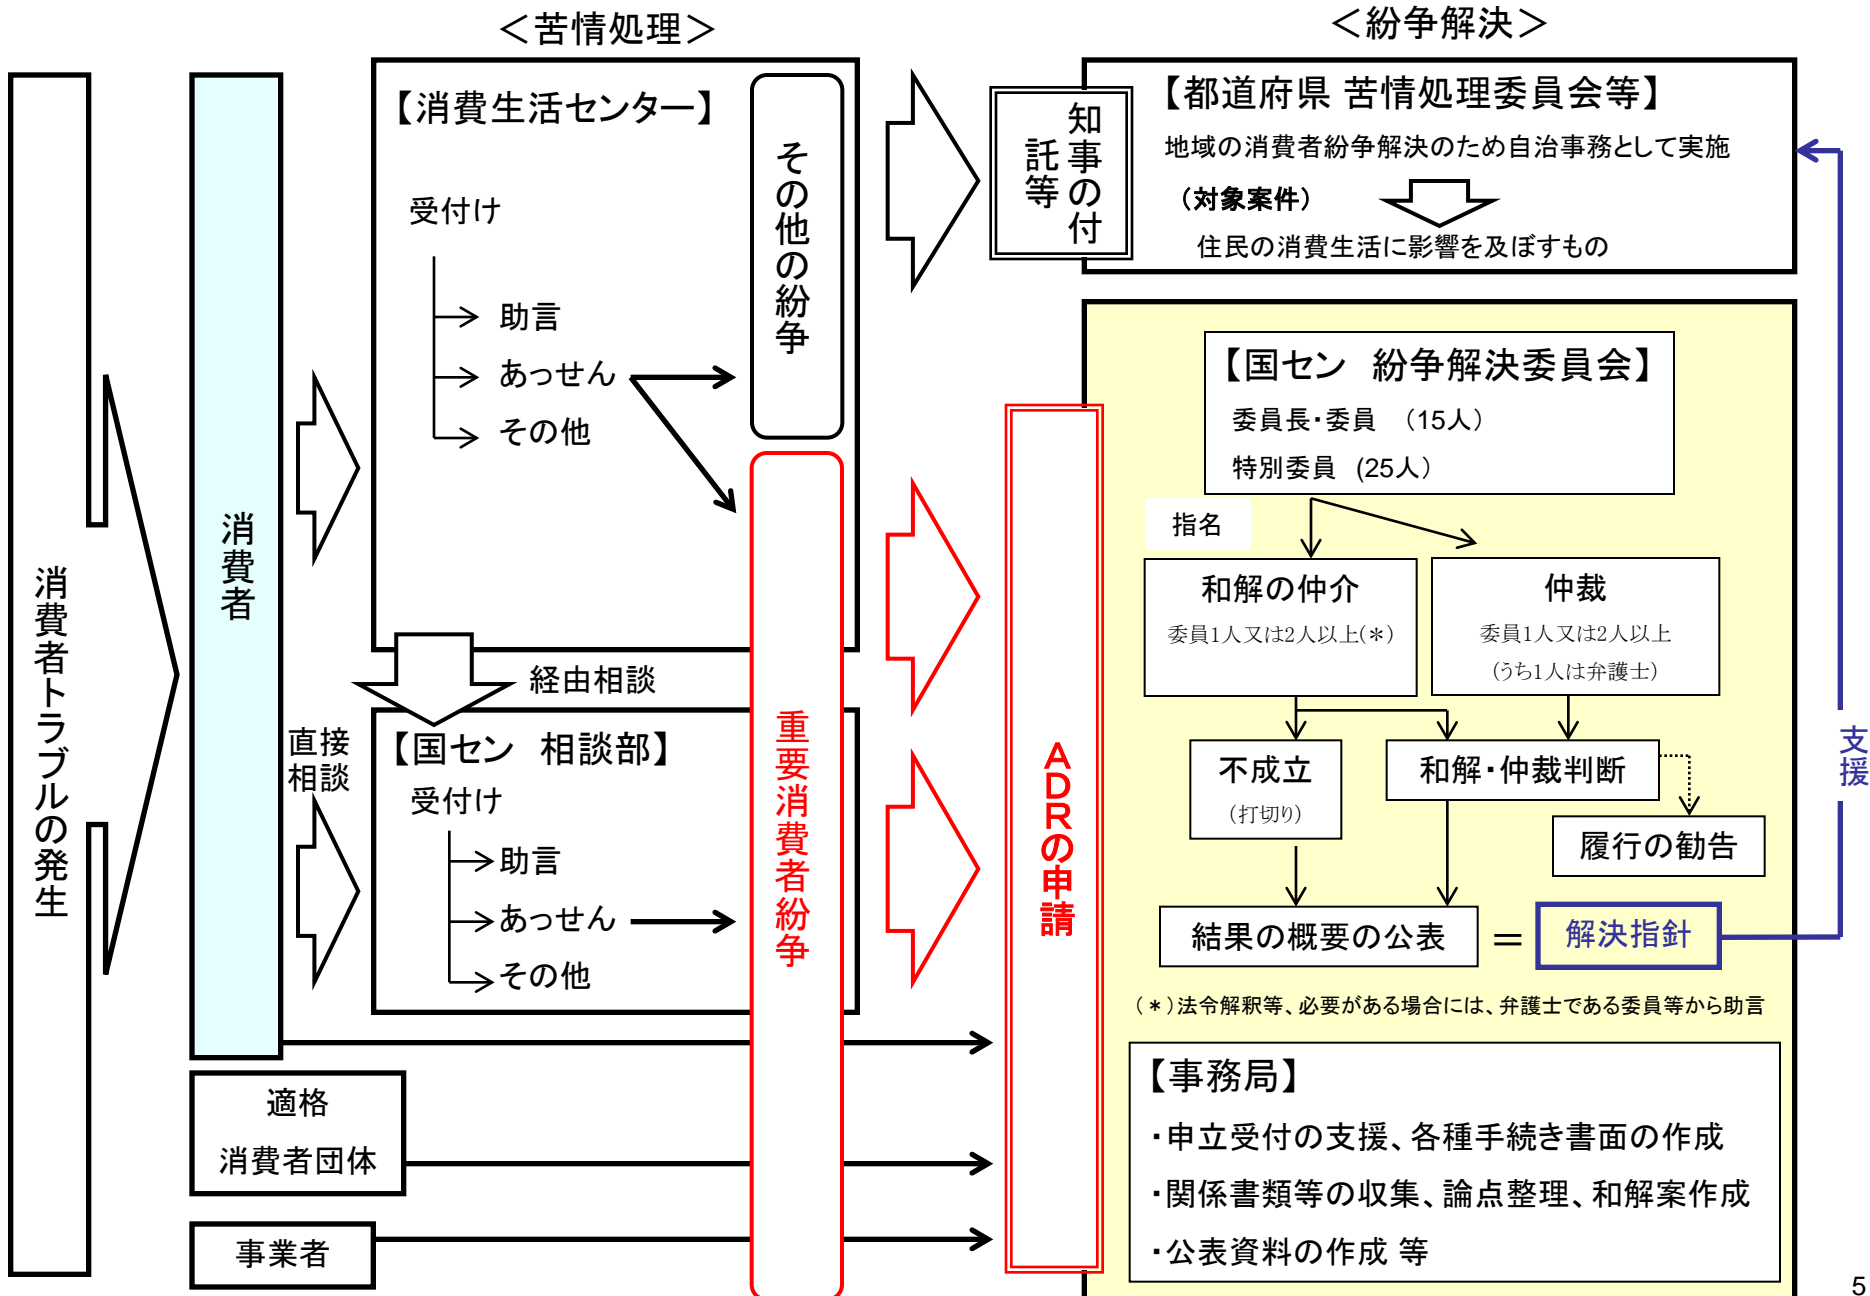 ＜苦情処理＞
＜紛争解決＞
消費者トラブルの発生
消費者
【消費生活センター】
受付け
助言
あっせん
その他
その他の紛争
経由相談
直接
相談
【国セン　相談部】
受付け
助言
あっせん
その他
重要消費者紛争
適格
消費者団体
事業者
知事の付
託等
【都道府県 苦情処理委員会等】
地域の消費者紛争解決のため自治事務として実施
（対象案件）
住民の消費生活に影響を及ぼすもの
ADRの申請
【国セン　紛争解決委員会】
委員長・委員　（15人）
特別委員　(25人）
指名
和解の仲介
委員1人又は2人以上(＊)
仲裁
委員1人又は2人以上
(うち1人は弁護士)
不成立
(打切り)
和解・仲裁判断
履行の勧告
結果の概要の公表
＝
解決指針
支援
（＊）法令解釈等、必要がある場合には、弁護士である委員等から助言
【事務局】
・申立受付の支援、各種手続き書面の作成
・関係書類等の収集、論点整理、和解案作成
・公表資料の作成 等
5